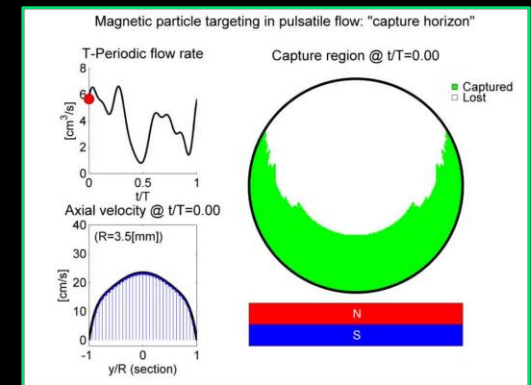 Magnetic particle targeting in pulsatile flow: "capture horizon"
T-Periodic flow rate
[cm³/s]
8
6
4
2
0
0
0.5
1
t/T
Axial velocity @ t/T=0.00
(R=3.5[mm])
[cm/s]
40
30
20
10
0
-1
0
1
y/R (section)
Capture region @ t/T=0.00
Captured
Lost
N
S